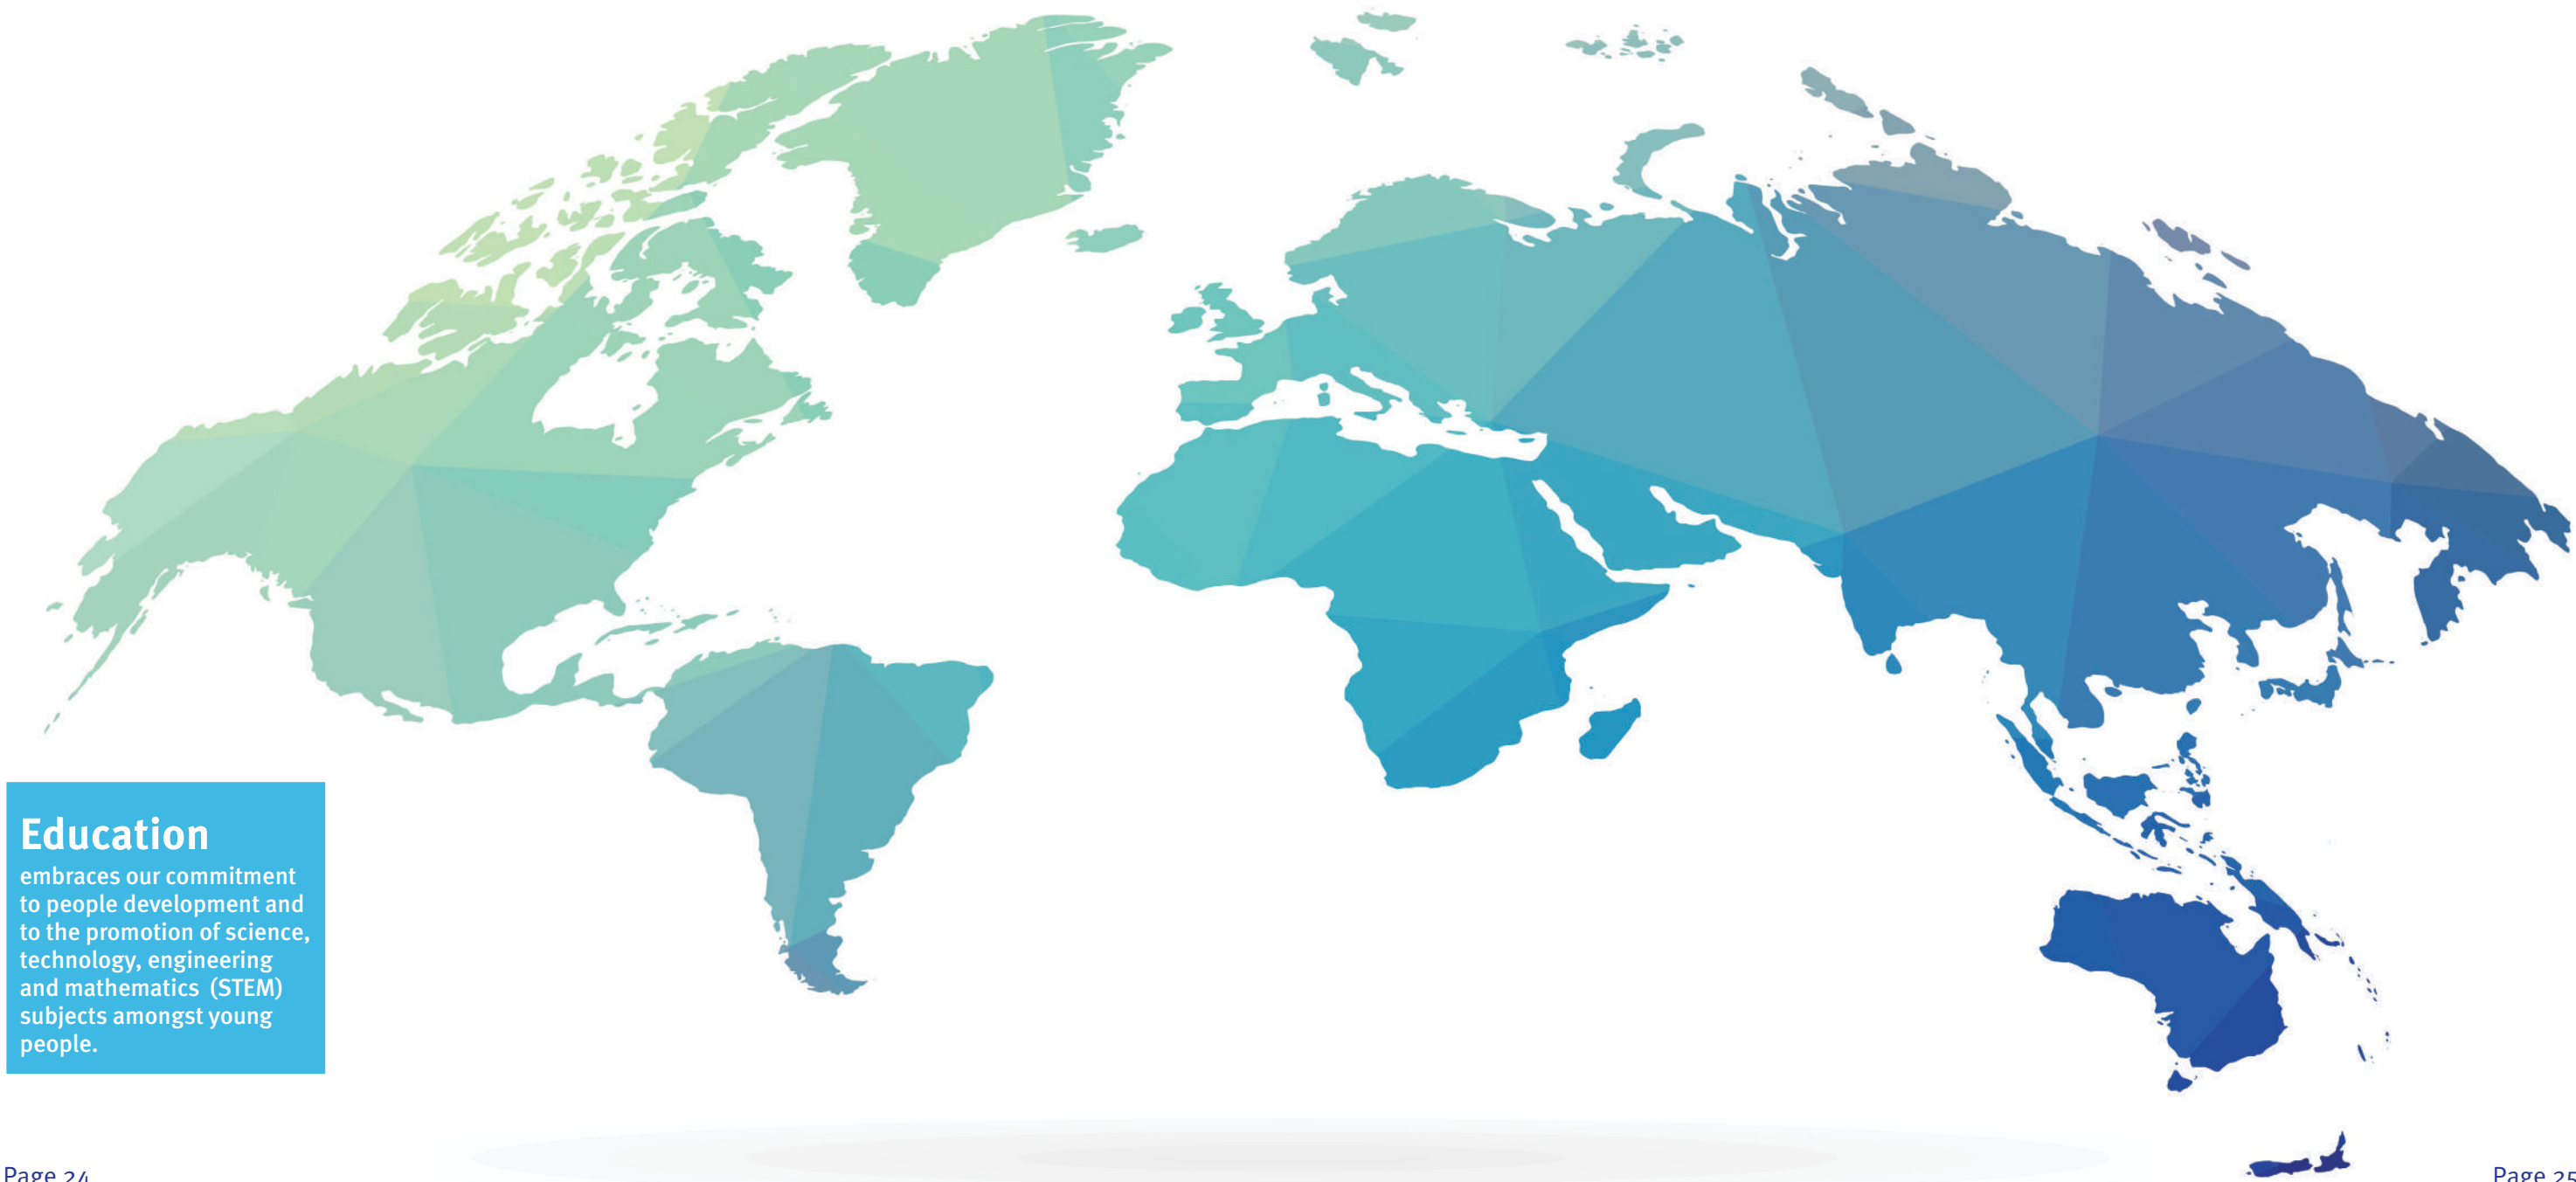 Education
embraces our commitment
to people development and
to the promotion of science,
technology, engineering
and mathematics (STEM)
subjects amongst young
people.
Page 24
Page 25